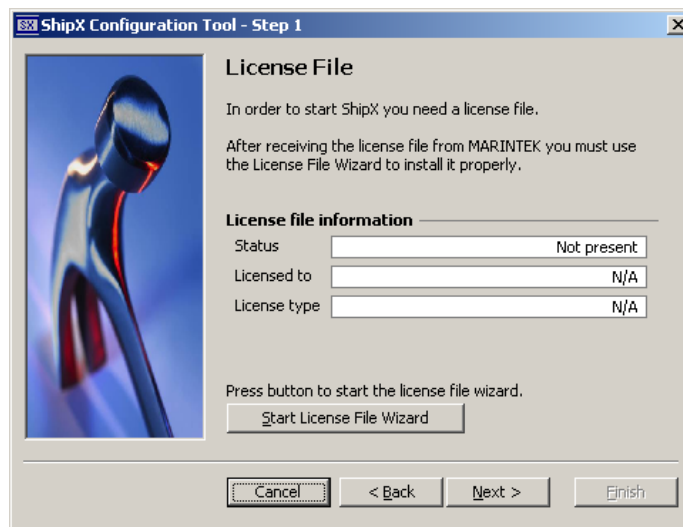 SX ShipX Configuration Tool - Step 1
License File
In order to start ShipX you need a license file.
After receiving the license file from MARINTEK you must use
the License File Wizard to install it properly.
License file information
Status Not present
Licensed to N/A
License type N/A
Press button to start the license file wizard.
Start License File Wizard
Cancel < Back Next > Finish